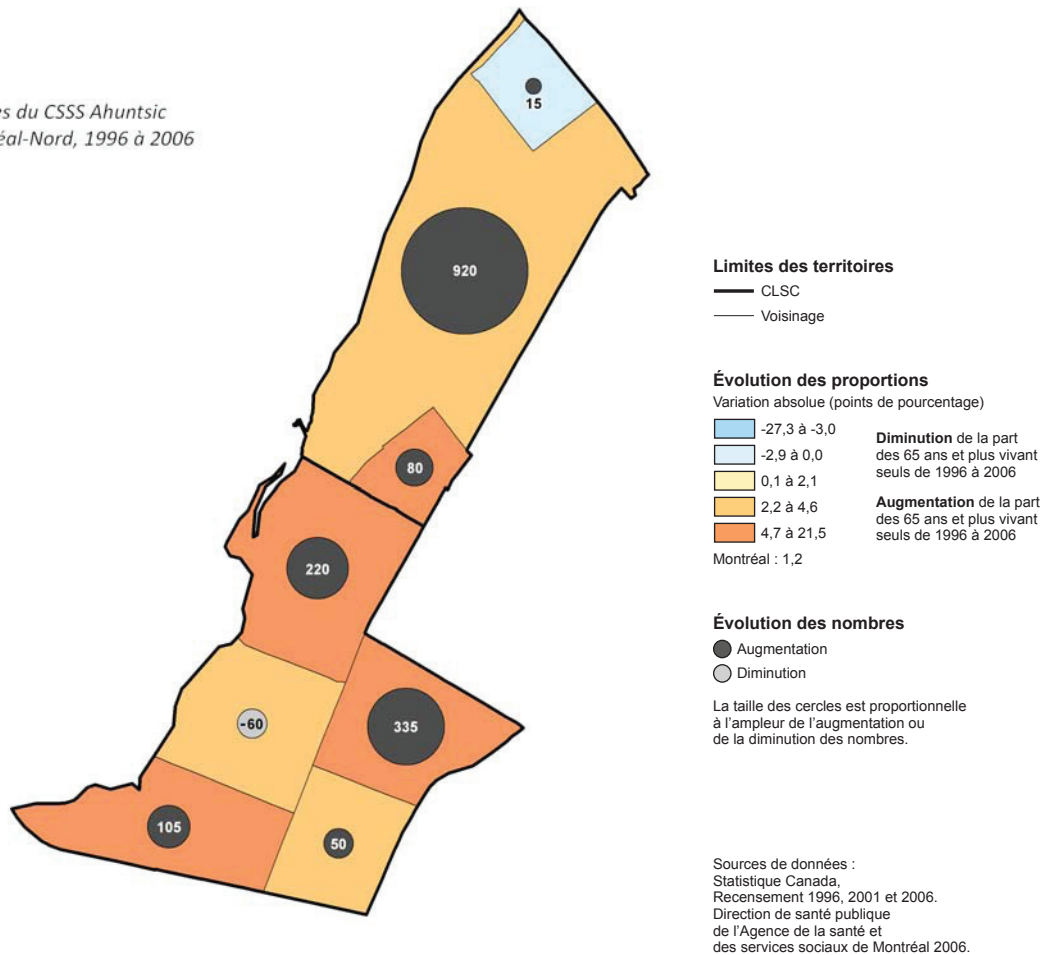 es du CSSS Ahuntsic
éal-Nord, 1996 à 2006
15
920
80
220
-60
335
105
50
Limites des territoires
CLSC
Voisinage
Évolution des proportions
Variation absolue (points de pourcentage)
-27,3 à -3,0
-2,9 à 0,0
0,1 à 2,1
2,2 à 4,6
4,7 à 21,5
Diminution de la part
des 65 ans et plus vivant
seuls de 1996 à 2006
Augmentation de la part
des 65 ans et plus vivant
seuls de 1996 à 2006
Montréal : 1,2
Évolution des nombres
Augmentation
Diminution
La taille des cercles est proportionnelle
à l'ampleur de l'augmentation ou
de la diminution des nombres.
Sources de données :
Statistique Canada,
Recensement 1996, 2001 et 2006.
Direction de santé publique
de l'Agence de la santé et
des services sociaux de Montréal 2006.